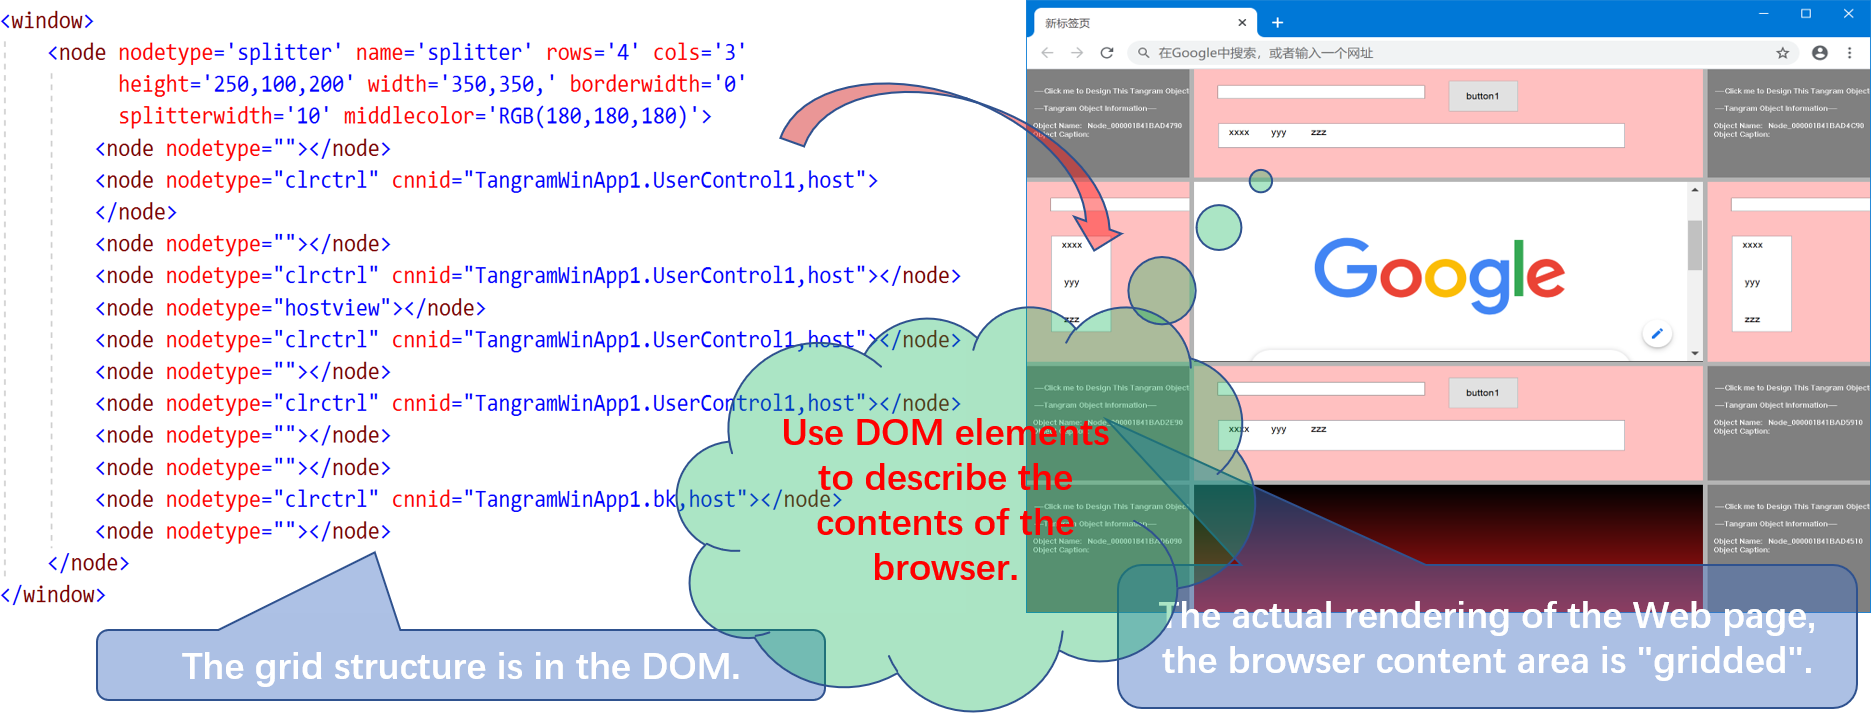 <window>
<node nodetype='splitter' name='splitter' rows='4' cols='3'
height='250,100,200' width='350,350,' borderwidth='0'
splitterwidth='10' middlecolor='RGB(180,180,180)'>
<node nodetype=""></node>
<node nodetype="clrctrl" cnnid="TangramWinApp1.UserControl1,host">
</node>
<node nodetype=""></node>
<node nodetype="clrctrl" cnnid="TangramWinApp1.UserControl1,host"></node>
<node nodetype="hostview"></node>
<node nodetype="clrctrl" cnnid="TangramWinApp1.UserControl1,host"></node>
<node nodetype=""></node>
<node nodetype="clrctrl" cnnid="TangramWinApp1.UserControl1,host"></node>
<node nodetype=""></node>
<node nodetype=""></node>
<node nodetype="clrctrl" cnnid="TangramWinApp1.bk,host"></node>
<node nodetype=""></node>
</node>
</window>
The grid structure is in the DOM.
Use DOM elements
to describe the
contents of the
browser.
新标签页
在Google中搜索，或者输入一个网址
----Click me to Design This Tangram Object
----Tangram Object Information----
Object Name: Node_000001841BAD4790
Object Caption:
button1
xxxx yyy zzz
----Click me to Design This Tangram Object
----Tangram Object Information----
Object Name: Node_000001841BAD4C90
Object Caption:
xxxx
yyy
zzz
Google
xxxx
yyy
zzz
----Click me to Design This Tangram Object
----Tangram Object Information----
Object Name: Node_000001841BAD2E90
Object Caption:
button1
xxxx yyy zzz
----Click me to Design This Tangram Object
----Tangram Object Information----
Object Name: Node_000001841BAD5910
Object Caption:
----Click me to Design This Tangram Object
----Tangram Object Information----
Object Name: Node_000001841BAD6090
Object Caption:
----Click me to Design This Tangram Object
----Tangram Object Information----
Object Name: Node_000001841BAD4510
Object Caption:
The actual rendering of the Web page,
the browser content area is "gridded".